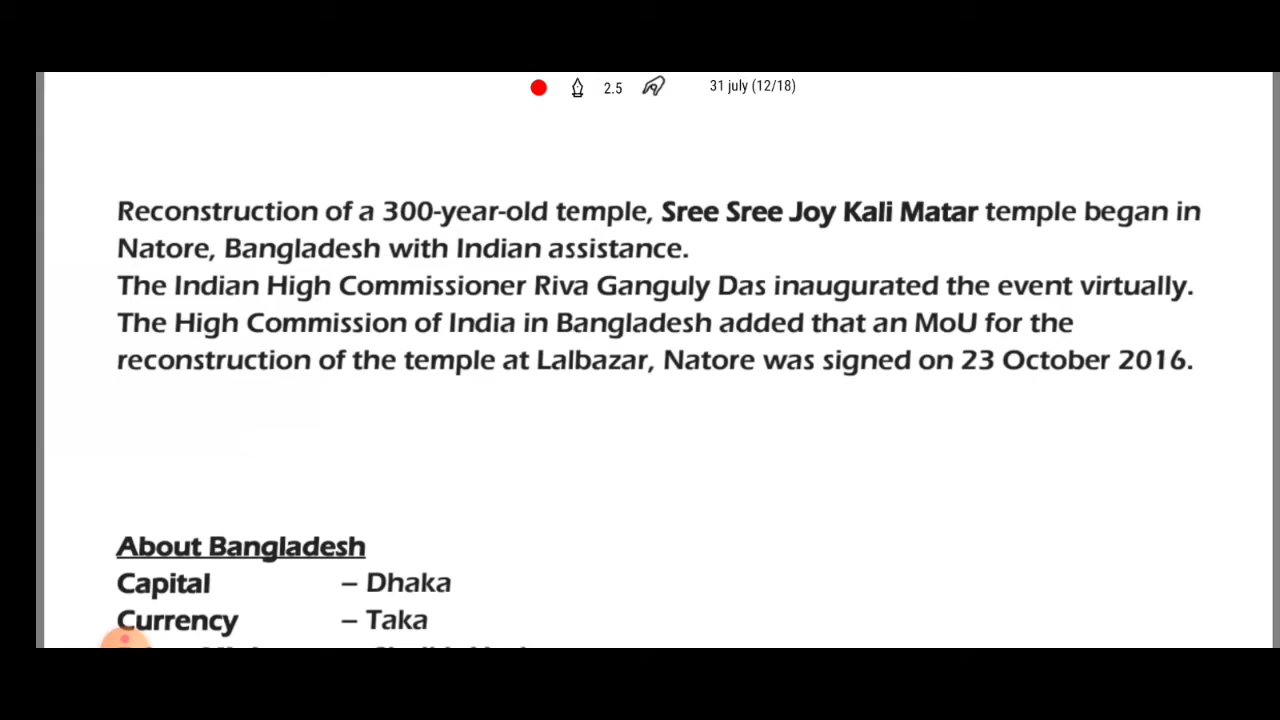 2.5 31 july (12/18)
Reconstruction of a 300-year-old temple, Sree Sree Joy Kali Matar temple began in
Natore, Bangladesh with Indian assistance.
The Indian High Commissioner Riva Ganguly Das inaugurated the event virtually.
The High Commission of India in Bangladesh added that an MoU for the
reconstruction of the temple at Lalbazar, Natore was signed on 23 October 2016.
About Bangladesh
Capital – Dhaka
Currency – Taka